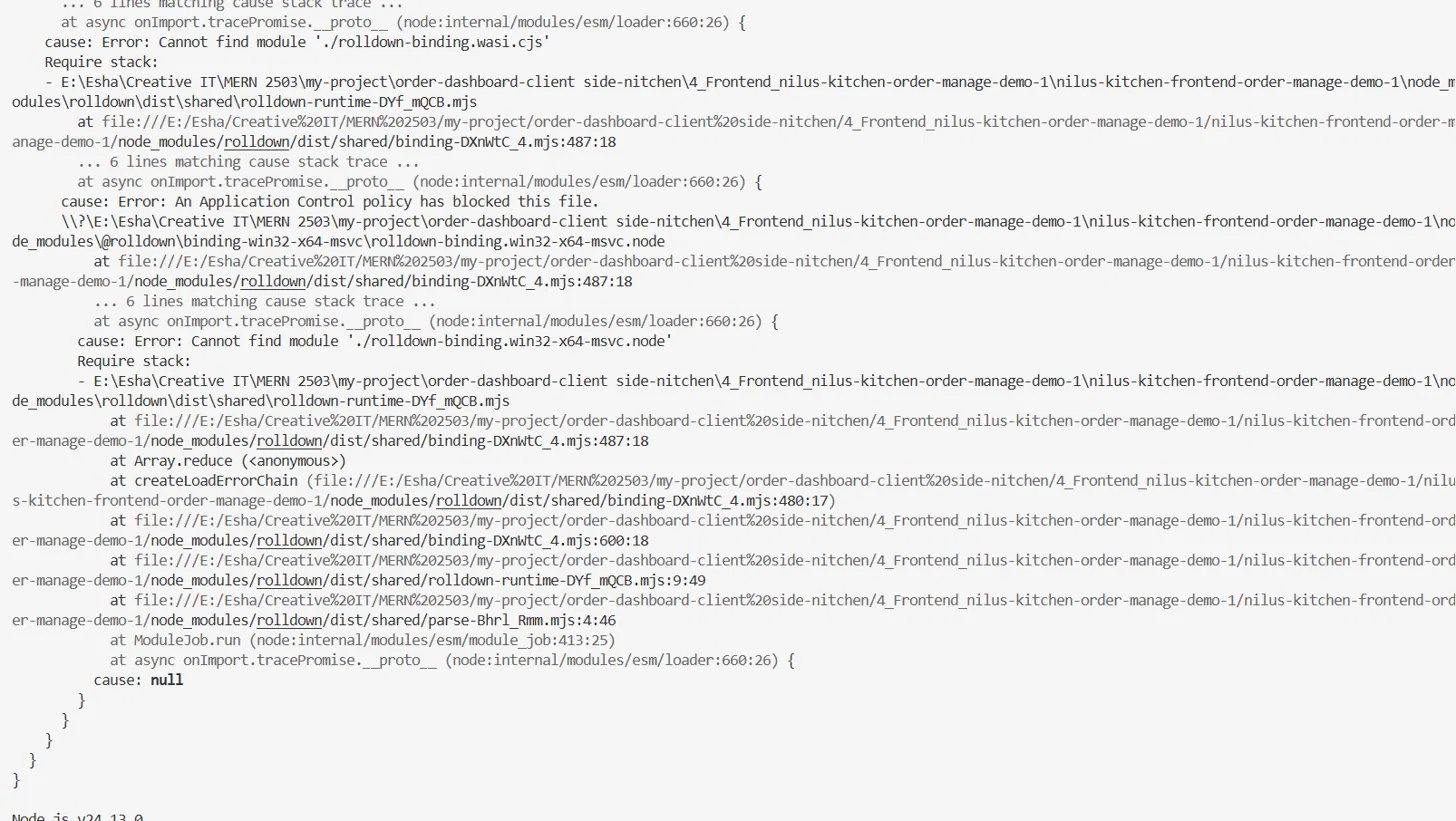 ... 6 lines matching cause stack trace ...
at async onImport.tracePromise.__proto__ (node:internal/modules/esm/loader:660:26) {
cause: Error: Cannot find module './rolldown-binding.wasi.cjs'
Require stack:
- E:\Esha\Creative IT\MERN 2503\my-project\order-dashboard-client side-nitchen\4_Frontend_nilus-kitchen-order-manage-demo-1\nilus-kitchen-frontend-order-manage-demo-1\node_m
odules\rolldown\dist\shared\rolldown-runtime-DYf_mQCB.mjs
at file:///E:/Esha/Creative%20IT/MERN%202503/my-project/order-dashboard-client%20side-nitchen/4_Frontend_nilus-kitchen-order-manage-demo-1/nilus-kitchen-frontend-order-m
anage-demo-1/node_modules/rolldown/dist/shared/binding-DXnWtC_4.mjs:487:18
... 6 lines matching cause stack trace ...
at async onImport.tracePromise.__proto__ (node:internal/modules/esm/loader:660:26) {
cause: Error: An Application Control policy has blocked this file.
\\?\E:\Esha\Creative IT\MERN 2503\my-project\order-dashboard-client side-nitchen\4_Frontend_nilus-kitchen-order-manage-demo-1\nilus-kitchen-frontend-order-manage-demo-1\no
de_modules\@rolldown\binding-win32-x64-msvc\rolldown-binding.win32-x64-msvc.node
at file:///E:/Esha/Creative%20IT/MERN%202503/my-project/order-dashboard-client%20side-nitchen/4_Frontend_nilus-kitchen-order-manage-demo-1/nilus-kitchen-frontend-order
-manage-demo-1/node_modules/rolldown/dist/shared/binding-DXnWtC_4.mjs:487:18
... 6 lines matching cause stack trace ...
at async onImport.tracePromise.__proto__ (node:internal/modules/esm/loader:660:26) {
cause: Error: Cannot find module './rolldown-binding.win32-x64-msvc.node'
Require stack:
- E:\Esha\Creative IT\MERN 2503\my-project\order-dashboard-client side-nitchen\4_Frontend_nilus-kitchen-order-manage-demo-1\nilus-kitchen-frontend-order-manage-demo-1\no
de_modules\rolldown\dist\shared\rolldown-runtime-DYf_mQCB.mjs
at file:///E:/Esha/Creative%20IT/MERN%202503/my-project/order-dashboard-client%20side-nitchen/4_Frontend_nilus-kitchen-order-manage-demo-1/nilus-kitchen-frontend-ord
er-manage-demo-1/node_modules/rolldown/dist/shared/binding-DXnWtC_4.mjs:487:18
at Array.reduce (<anonymous>)
at createLoadErrorChain (file:///E:/Esha/Creative%20IT/MERN%202503/my-project/order-dashboard-client%20side-nitchen/4_Frontend_nilus-kitchen-order-manage-demo-1/nilu
s-kitchen-frontend-order-manage-demo-1/node_modules/rolldown/dist/shared/binding-DXnWtC_4.mjs:480:17)
at file:///E:/Esha/Creative%20IT/MERN%202503/my-project/order-dashboard-client%20side-nitchen/4_Frontend_nilus-kitchen-order-manage-demo-1/nilus-kitchen-frontend-ord
er-manage-demo-1/node_modules/rolldown/dist/shared/binding-DXnWtC_4.mjs:600:18
at file:///E:/Esha/Creative%20IT/MERN%202503/my-project/order-dashboard-client%20side-nitchen/4_Frontend_nilus-kitchen-order-manage-demo-1/nilus-kitchen-frontend-ord
er-manage-demo-1/node_modules/rolldown/dist/shared/rolldown-runtime-DYf_mQCB.mjs:9:49
at file:///E:/Esha/Creative%20IT/MERN%202503/my-project/order-dashboard-client%20side-nitchen/4_Frontend_nilus-kitchen-order-manage-demo-1/nilus-kitchen-frontend-ord
er-manage-demo-1/node_modules/rolldown/dist/shared/parse-Bhrl_Rmm.mjs:4:46
at ModuleJob.run (node:internal/modules/esm/module_job:413:25)
at async onImport.tracePromise.__proto__ (node:internal/modules/esm/loader:660:26) {
cause: null
}
}
}
}
}
Node.js v24.13.0